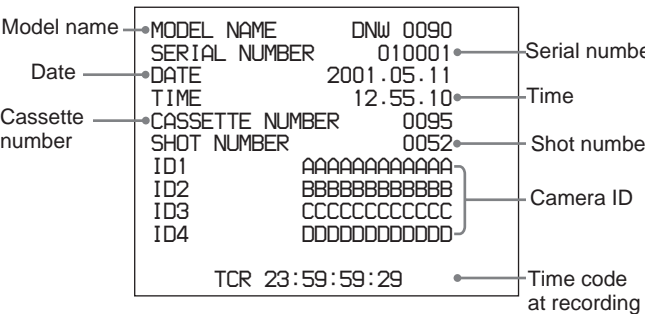 Model name
MODEL NAME DNW 0090
SERIAL NUMBER 010001
Serial numbe
Date
DATE 2001.05.11
TIME 12.55.10
Time
Cassette
number
CASSETTE NUMBER 0095
SHOT NUMBER 0052
Shot numbe
ID1 AAAAAAAAAAAA
ID2 BBBBBBBBBBBB
ID3 CCCCCCCCCCCC
ID4 DDDDDDDDDDDD
Camera ID
TCR 23:59:59:29
Time code
at recording